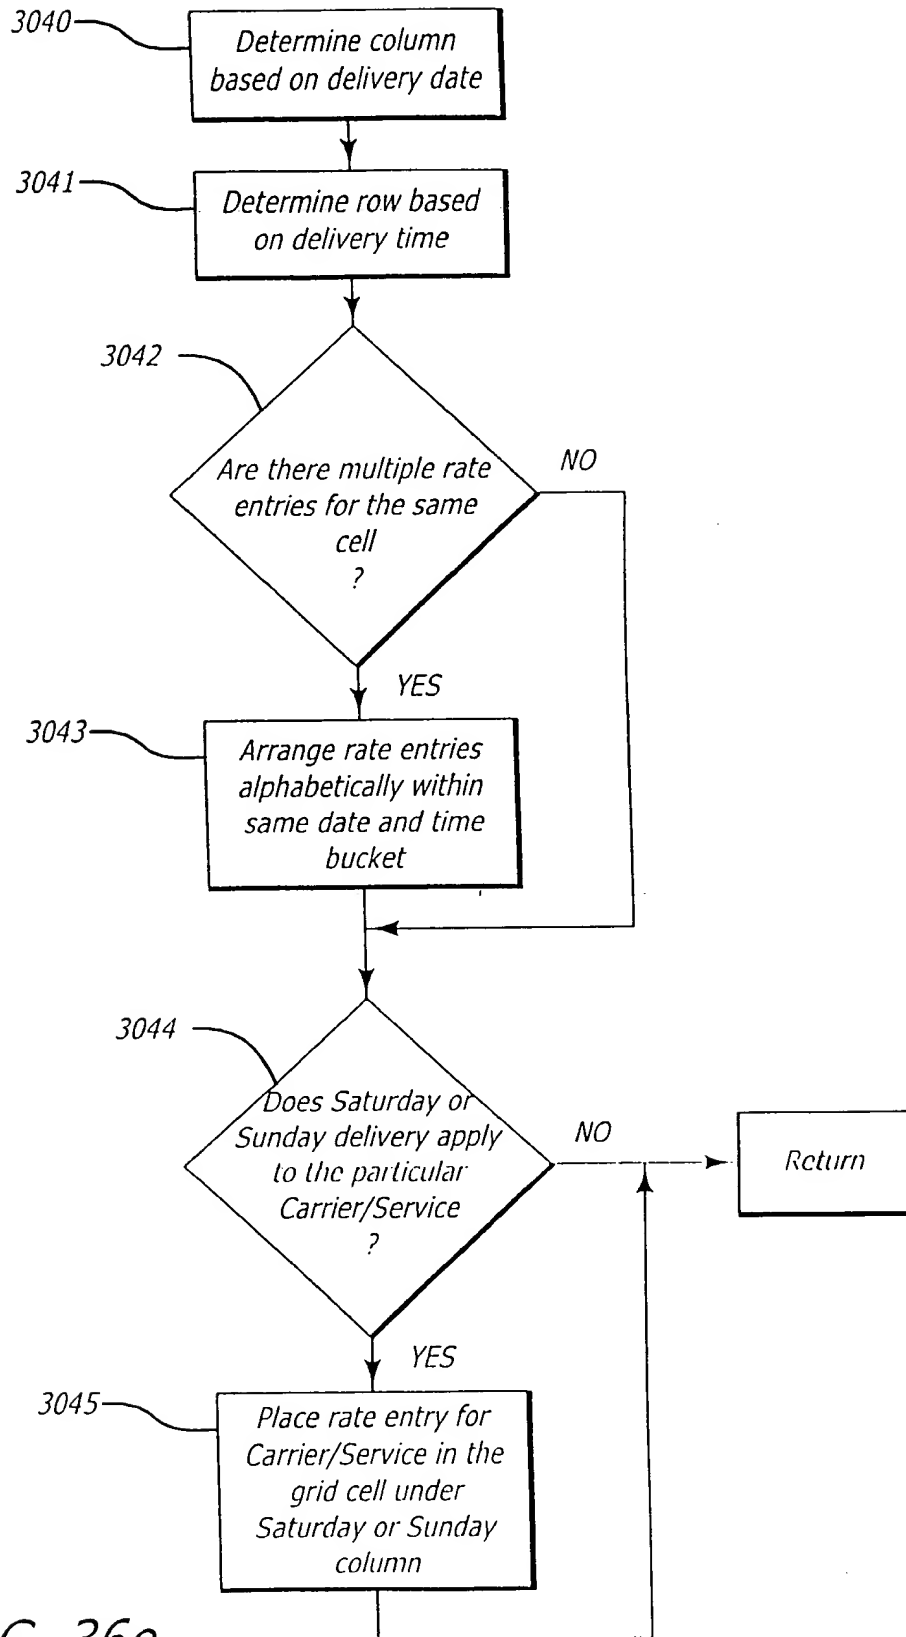 3040
Determine column
based on delivery date
3041
Determine row based
on delivery time
3042
Are there multiple rate
entries for the same
cell
?
NO
YES
3043
Arrange rate entries
alphabetically within
same date and time
bucket
3044
Does Saturday or
Sunday delivery apply
to the particular
Carrier/Service
?
NO
Return
YES
3045
Place rate entry for
Carrier/Service in the
grid cell under
Saturday or Sunday
column